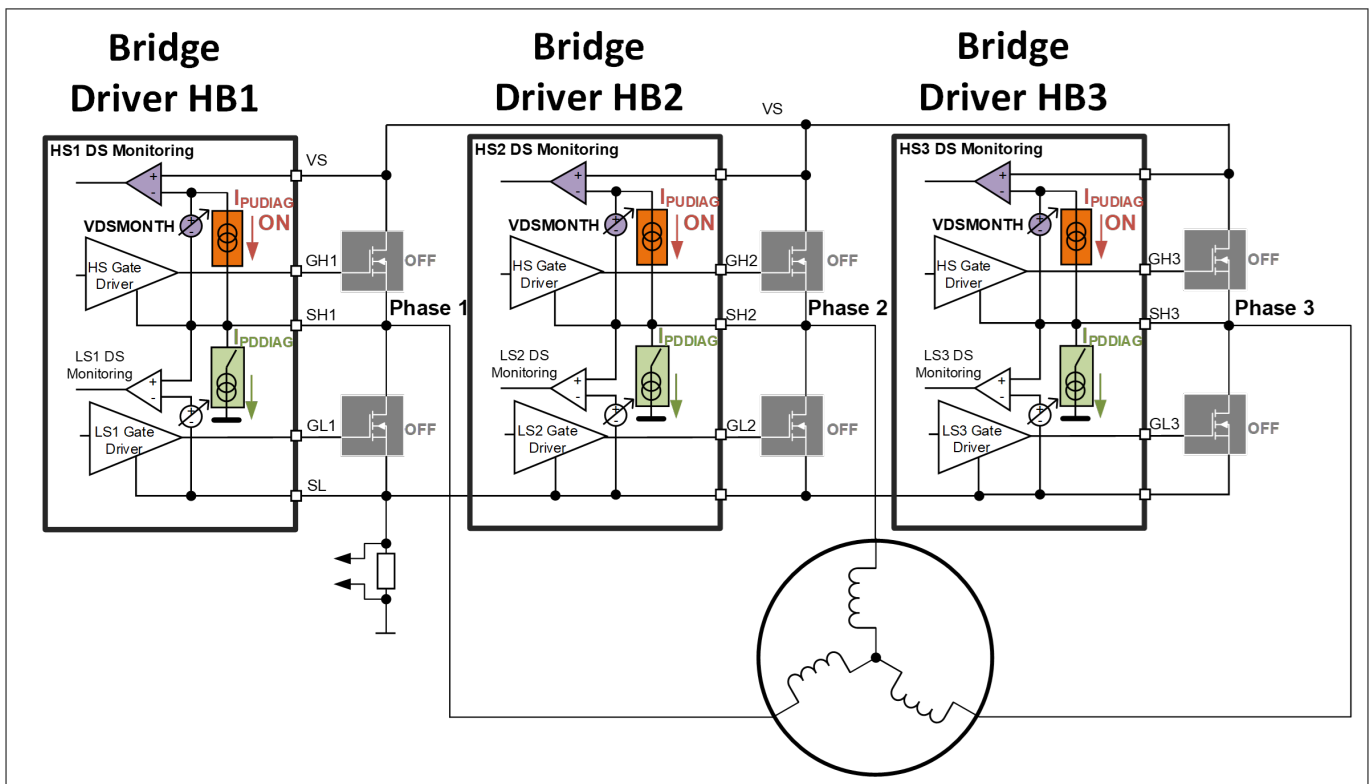 Bridge
Driver HB1
Bridge
Driver HB2
Bridge
Driver HB3
VS
HS1 DS Monitoring
VS
+
-
IPUDIAG
ON
VDSMONTH
+
-
HS Gate
Driver
GH1
OFF
SH1
Phase 1
IPDDIAG
LS1 DS
Monitoring
+
-
+
-
LS1 Gate
Driver
GL1
OFF
SL
HS2 DS Monitoring
+
-
IPUDIAG
ON
VDSMONTH
+
-
HS Gate
Driver
GH2
OFF
SH2
Phase 2
IPDDIAG
LS2 DS
Monitoring
+
-
+
-
LS2 Gate
Driver
GL2
OFF
HS3 DS Monitoring
+
-
IPUDIAG
ON
VDSMONTH
+
-
HS Gate
Driver
GH3
OFF
SH3
Phase 3
IPDDIAG
LS3 DS
Monitoring
+
-
+
-
LS3 Gate
Driver
GL3
OFF